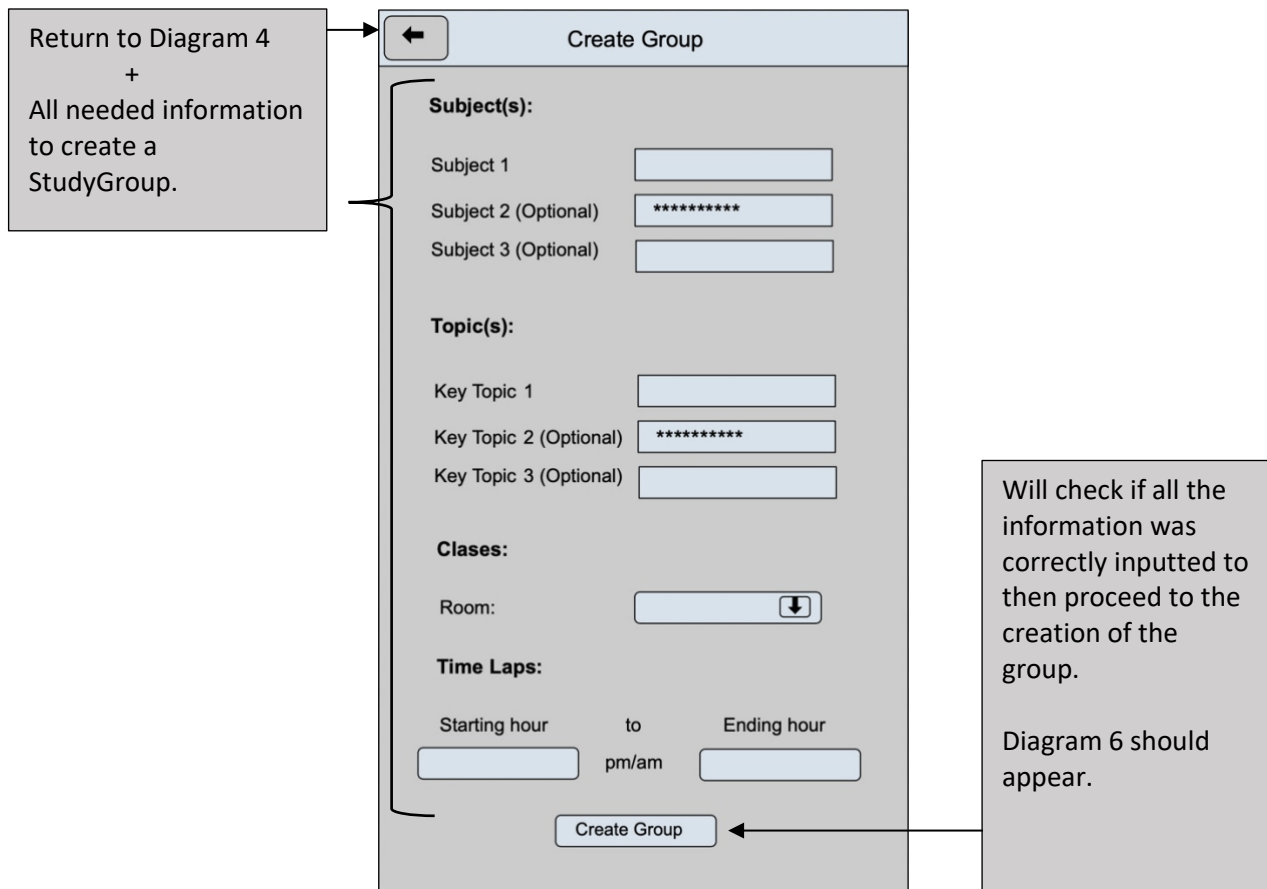 Return to Diagram 4
+
All needed information
to create a
StudyGroup.
Create Group
Subject(s):
Subject 1
Subject 2 (Optional)
**********
Subject 3 (Optional)
Topic(s):
Key Topic 1
Key Topic 2 (Optional)
**********
Key Topic 3 (Optional)
Clases:
Room:
Time Laps:
Starting hour
to
Ending hour
pm/am
Create Group
Will check if all the
information was
correctly inputted to
then proceed to the
creation of the
group.
Diagram 6 should
appear.